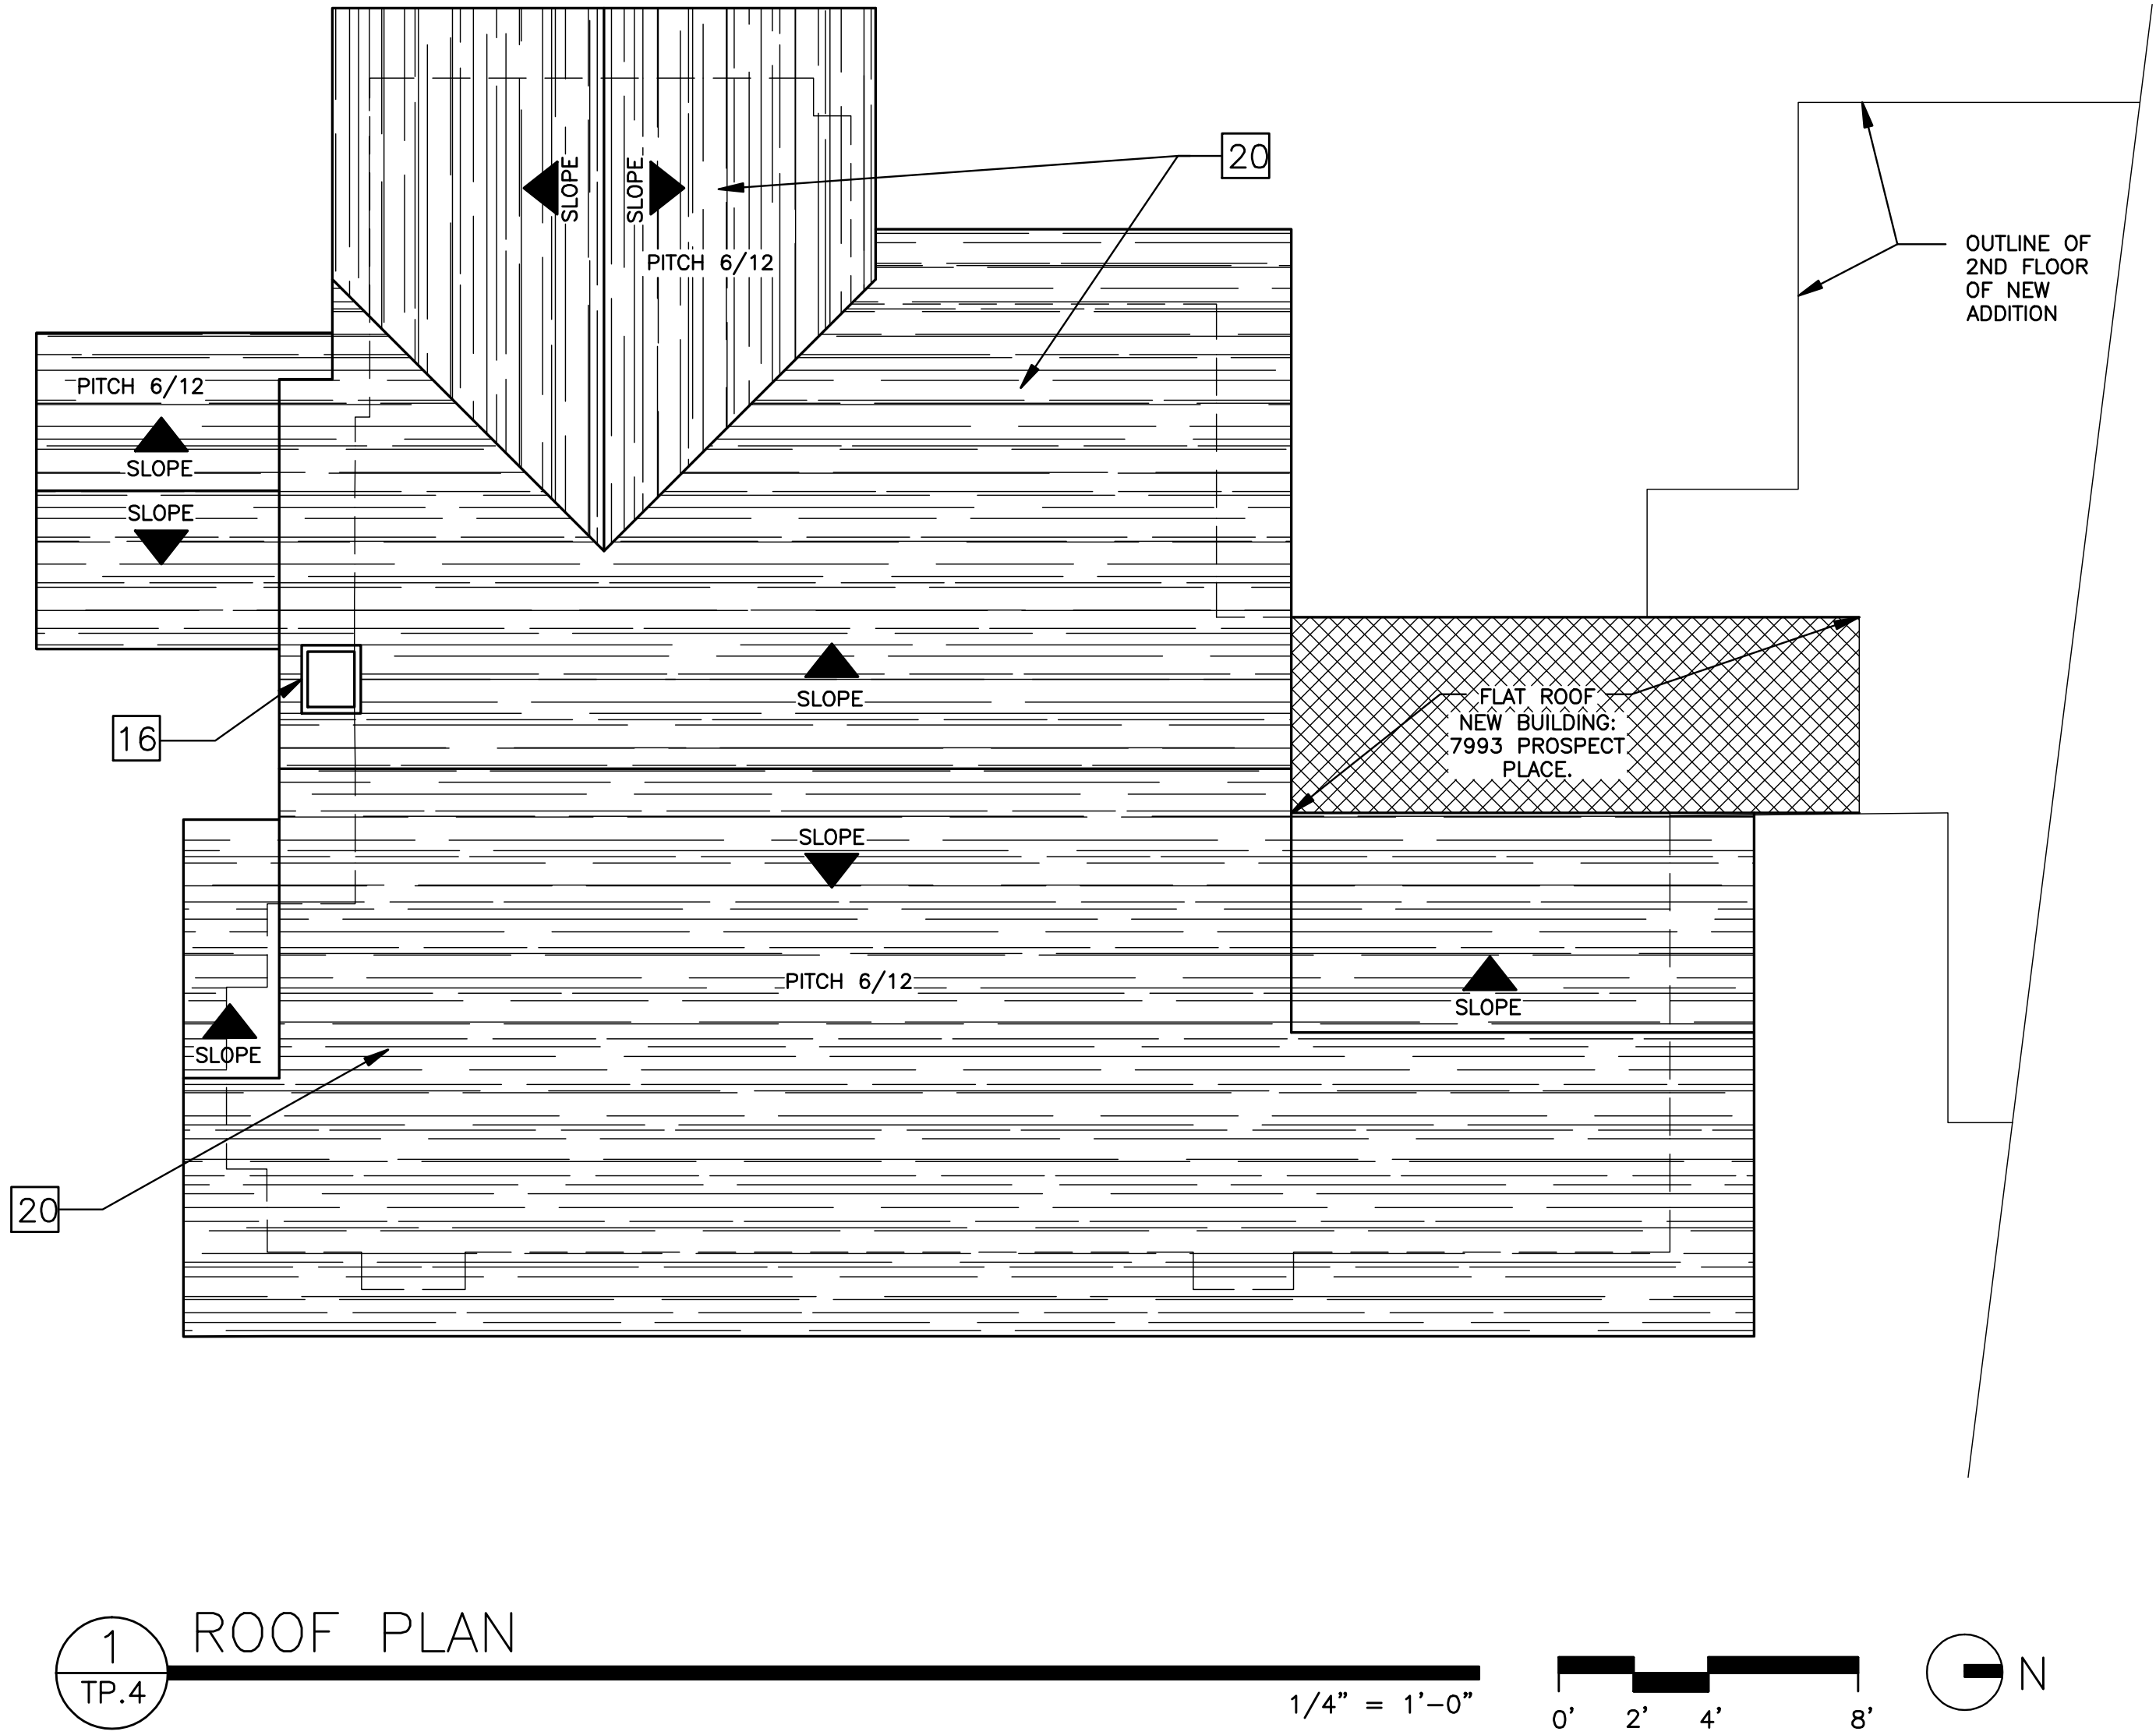 20
SLOPE
SLOPE
PITCH 6/12
OUTLINE OF
2ND FLOOR
OF NEW
ADDITION
PITCH 6/12
SLOPE
SLOPE
SLOPE
FLAT ROOF
NEW BUILDING:
7993 PROSPECT
PLACE.
16
SLOPE
PITCH 6/12
SLOPE
SLOPE
20
1
TP.4
ROOF PLAN
1/4" = 1'-0"
0' 2' 4' 8'
N